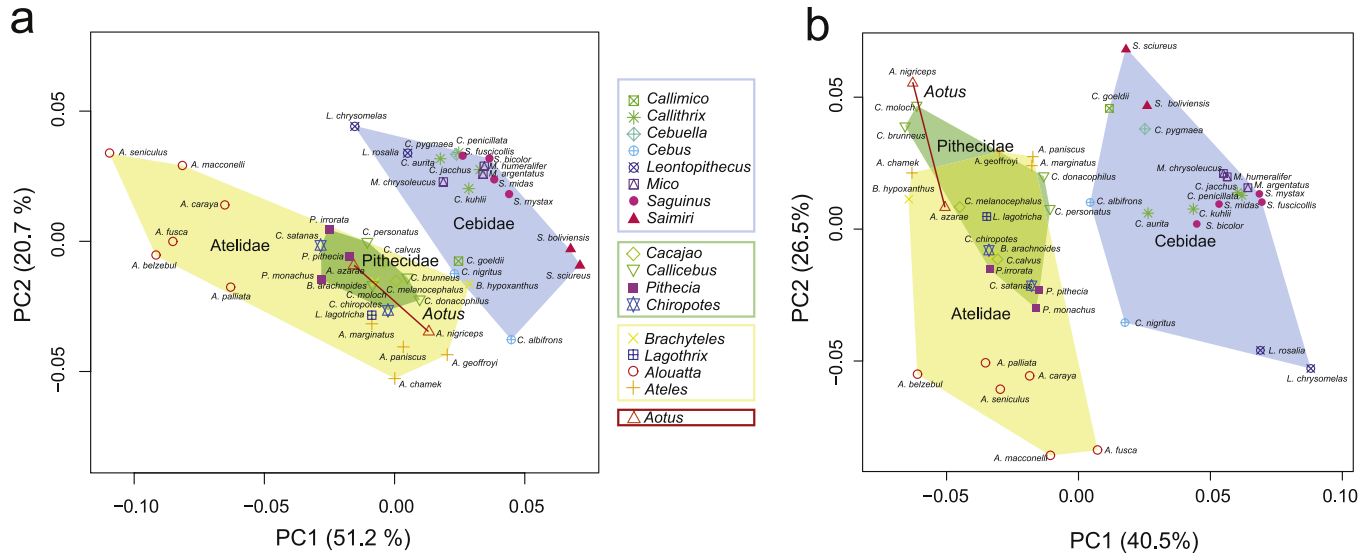 a
PC2 (20.7 %)
0.05
0.00
−0.05
−0.10
−0.05
0.00
0.05
PC1 (51.2 %)
A. seniculus
A. macconelli
A. caraya
A. fusca
A. belzebul
A. palliata
Atelidae
L. chrysomelas
L. rosalia
C. pygmaea
C. penicillata
S. fuscicollis
S. bicolor
C. aurita
M. humeralifer
C. jacchus
M. argentatus
M. chrysoleucus
S. midas
C. kuhlii
S. mystax
Cebidae
P. irrorata
C. satanas
C. personatus
S. boliviensis
C. calvus
P. pithecia
Pithecidae
C. goeldii
S. sciureus
A. azarae
P. monachus
C. brunneus
C. nigritus
B. arachnoides
C. melanocephalus
B. hypoxanthus
C. moloch
C. donacophilus
C. chiropotes
Aotus
L. lagotricha
A. marginatus
A. nigriceps
C. albifrons
A. paniscus
A. geoffroyi
A. chamek
Callimico
Callithrix
Cebuella
Cebus
Leontopithecus
Mico
Saguinus
Saimiri
Cacajao
Callicebus
Pithecia
Chiropotes
Brachyteles
Lagothrix
Alouatta
Ateles
Aotus
b
PC2 (26.5%)
0.05
0.00
−0.05
−0.05
0.00
0.05
0.10
PC1 (40.5%)
S. sciureus
A. nigriceps
Aotus
C. goeldii
S. boliviensis
C. moloch
C. pygmaea
C. brunneus
Pithecidae
A. paniscus
A. chamek
A. geoffroyi
A. marginatus
M. chrysoleucus
M. humeralifer
B. hypoxanthus
C. donacophilus
C. jacchus
M. argentatus
C. melanocephalus
C. albifrons
C. penicillata
S. mystax
A. azarae
L. lagotricha
C. personatus
S. midas
S. fuscicollis
C. kuhlii
C. aurita
S. bicolor
C. chiropotes
B. arachnoides
Cebidae
C. calvus
P. irrorata
C. satanas
P. pithecia
P. monachus
Atelidae
C. nigritus
L. rosalia
L. chrysomelas
A. palliata
A. belzebul
A. caraya
A. seniculus
A. macconelli
A. fusca